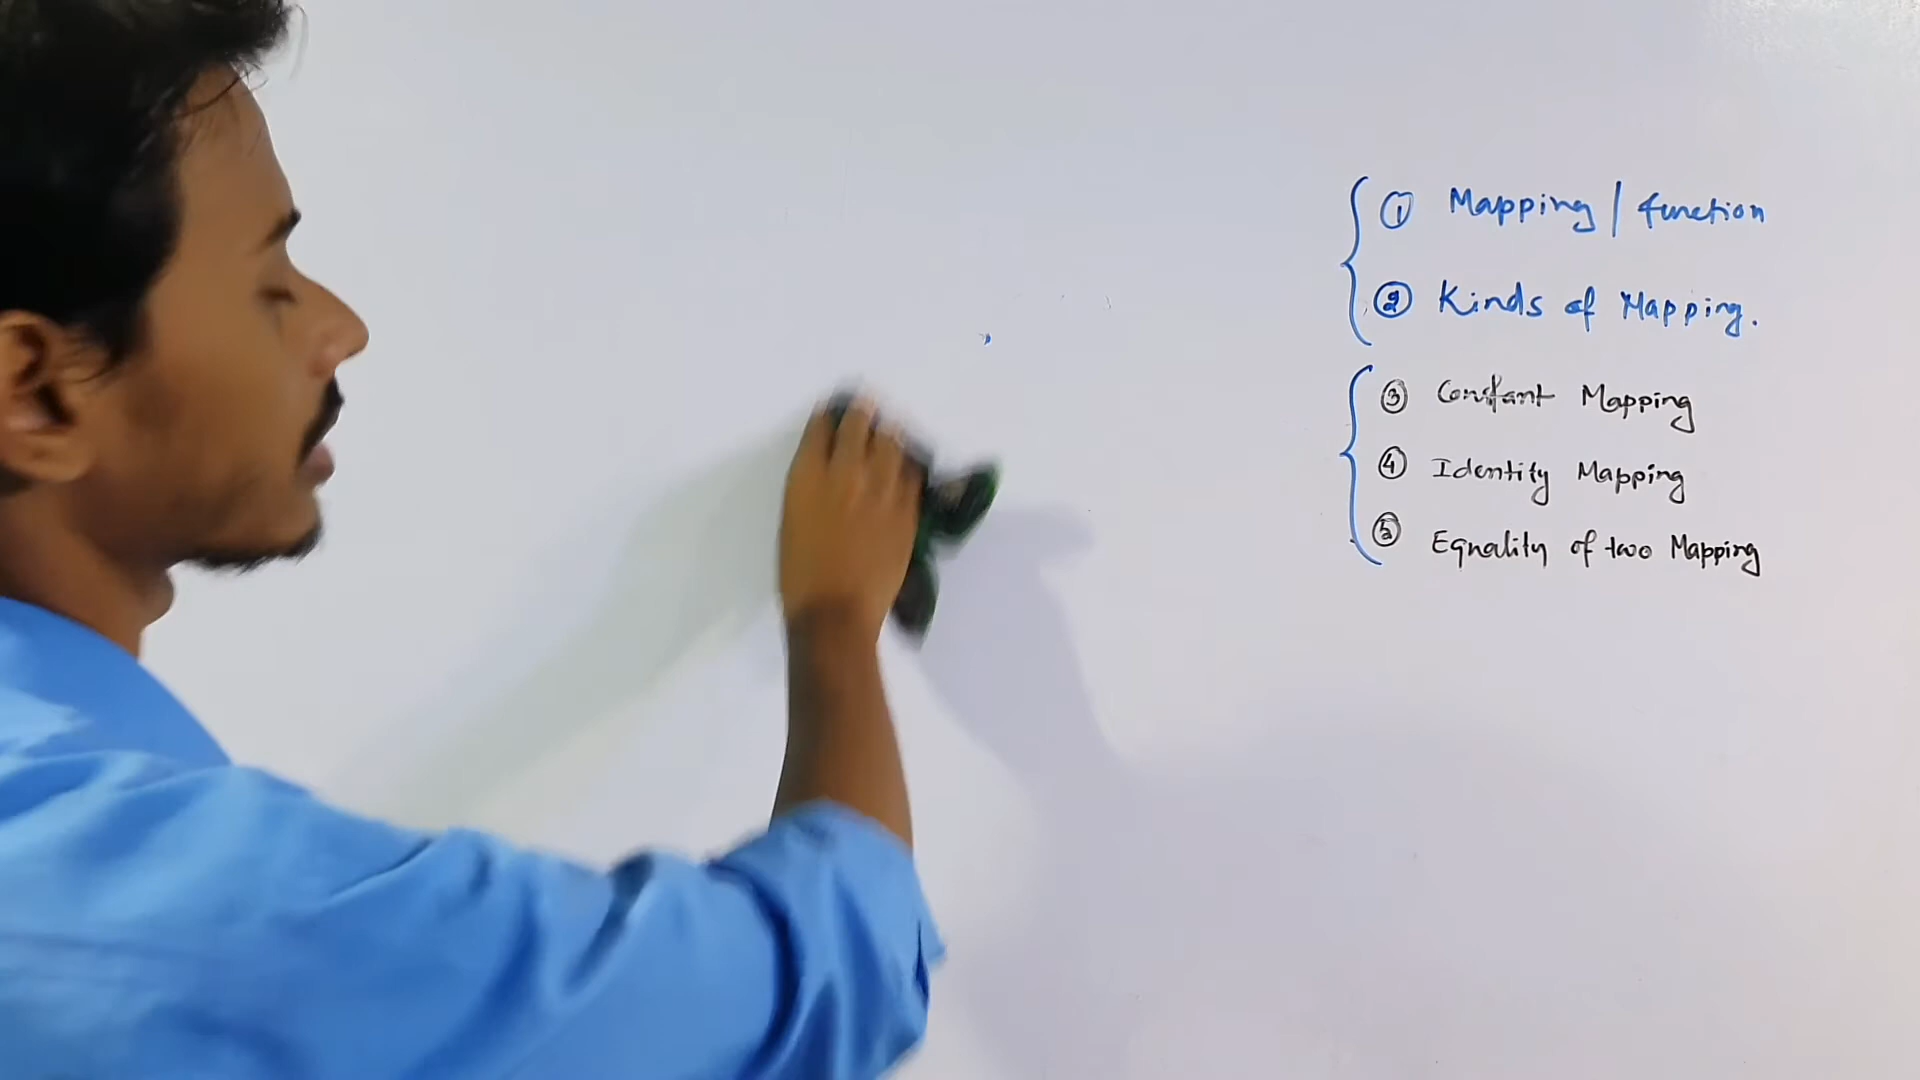 ① Mapping / function
② Kinds of Mapping.
③ Constant Mapping
④ Identity Mapping
⑤ Equality of two Mapping